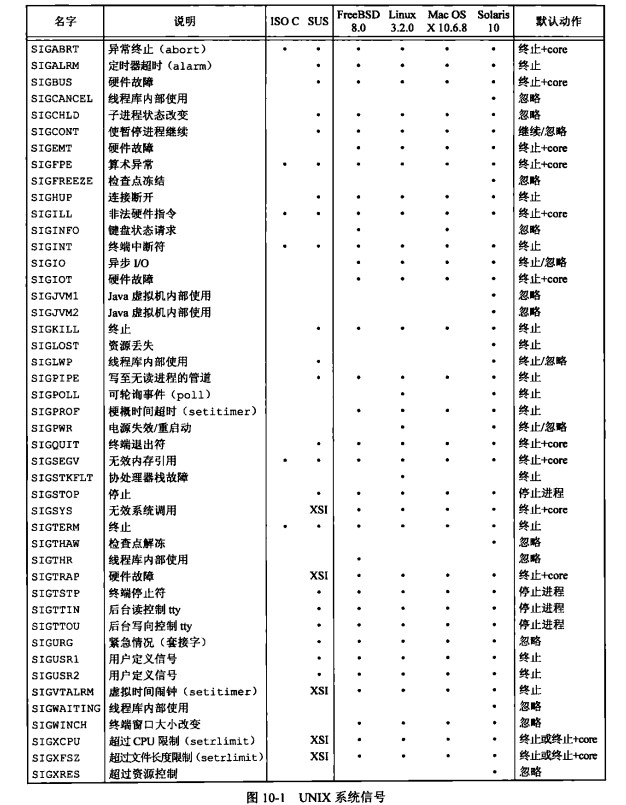 名字 说明 ISO C SUS FreeBSD 8.0 Linux 3.2.0 Mac OS X 10.6.8 Solaris 10 默认动作
SIGABRT 异常终止（abort） • • • • • • 终止+core
SIGALRM 定时器超时（alarm） • • • • • 终止
SIGBUS 硬件故障 • • • • • 终止+core
SIGCANCEL 线程库内部使用 • 忽略
SIGCHLD 子进程状态改变 • • • • • 忽略
SIGCONT 使暂停进程继续 • • • • • 继续/忽略
SIGEMT 硬件故障 • • • • 终止+core
SIGFPE 算术异常 • • • • • • 终止+core
SIGFREEZE 检查点冻结 • 忽略
SIGHUP 连接断开 • • • • • 终止
SIGILL 非法硬件指令 • • • • • • 终止+core
SIGINFO 键盘状态请求 • • 忽略
SIGINT 终端中断符 • • • • • • 终止
SIGIO 异步 I/O • • • • 终止/忽略
SIGIOT 硬件故障 • • • • 终止+core
SIGJVM1 Java 虚拟机内部使用 • 忽略
SIGJVM2 Java 虚拟机内部使用 • 忽略
SIGKILL 终止 • • • • • 终止
SIGLOST 资源丢失 • 终止
SIGLWP 线程库内部使用 • • 终止/忽略
SIGPIPE 写至无读进程的管道 • • • • • 终止
SIGPOLL 可轮询事件（poll） • • 终止
SIGPROF 梗概时间超时（setitimer） • • • • 终止
SIGPWR 电源失效/重启动 • • 终止/忽略
SIGQUIT 终端退出符 • • • • • 终止+core
SIGSEGV 无效内存引用 • • • • • • 终止+core
SIGSTKFLT 协处理器栈故障 • 终止
SIGSTOP 停止 • • • • • 停止进程
SIGSYS 无效系统调用 XSI • • • • 终止+core
SIGTERM 终止 • • • • • • 终止
SIGTHAW 检查点解冻 • 忽略
SIGTHR 线程库内部使用 • 忽略
SIGTRAP 硬件故障 XSI • • • • 终止+core
SIGTSTP 终端停止符 • • • • • 停止进程
SIGTTIN 后台读控制 tty • • • • • 停止进程
SIGTTOU 后台写向控制 tty • • • • • 停止进程
SIGURG 紧急情况（套接字） • • • • • 忽略
SIGUSR1 用户定义信号 • • • • • 终止
SIGUSR2 用户定义信号 • • • • • 终止
SIGVTALRM 虚拟时间闹钟（setitimer） XSI • • • • 终止
SIGWAITING 线程库内部使用 • 忽略
SIGWINCH 终端窗口大小改变 • • • • 忽略
SIGXCPU 超过 CPU 限制（setrlimit） XSI • • • • 终止或终止+core
SIGXFSZ 超过文件长度限制（setrlimit） XSI • • • • 终止或终止+core
SIGXRES 超过资源控制 • 忽略
图 10-1 UNIX 系统信号